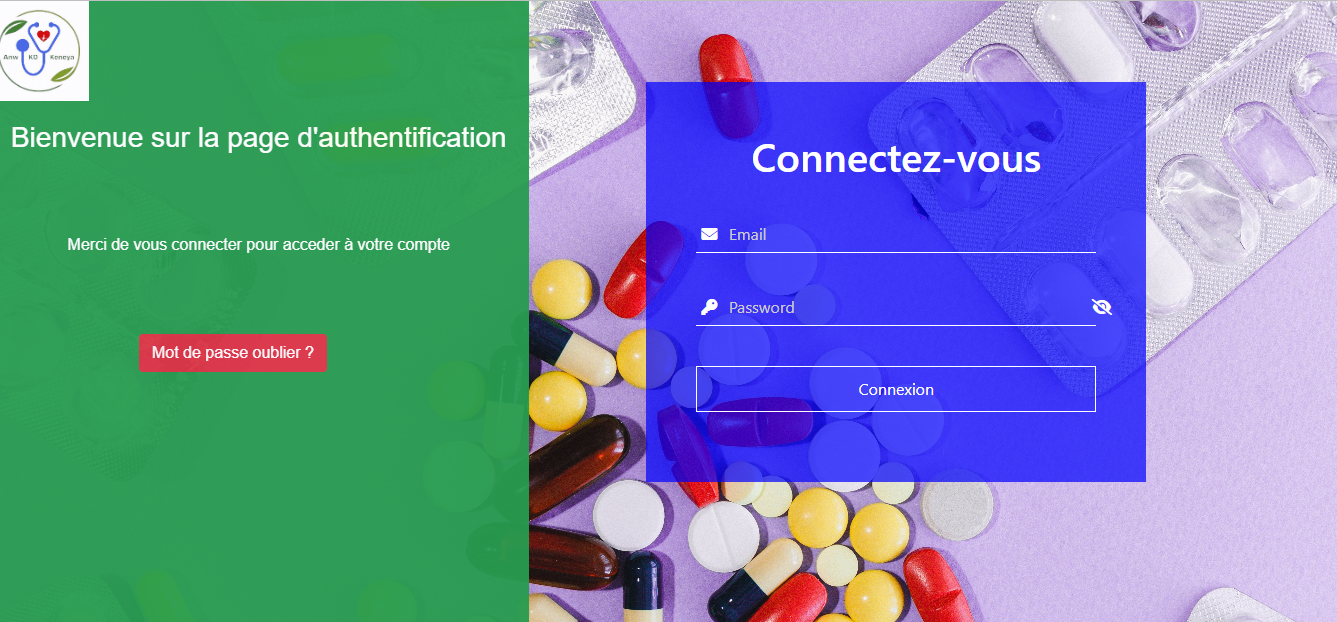 Anw KO Keneya
Bienvenue sur la page d'authentification
Merci de vous connecter pour acceder à votre compte
Mot de passe oublier ?
Connectez-vous
Email
Password
Connexion